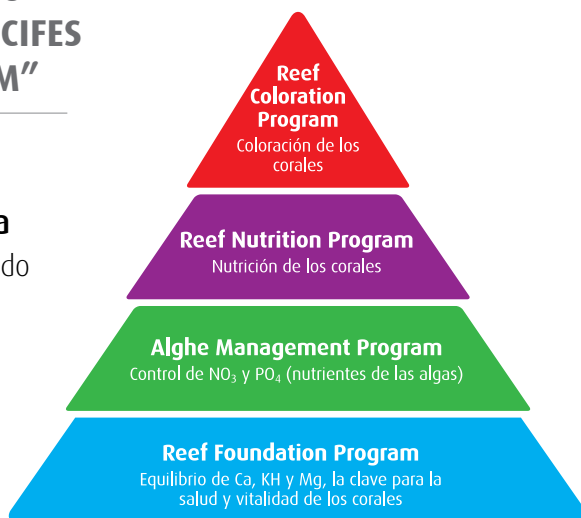 CIFES
M”
a
do
Reef
Coloration
Program
Coloración de los
corales
Reef Nutrition Program
Nutrición de los corales
Alghe Management Program
Control de NO₃ y PO₄ (nutrientes de las algas)
Reef Foundation Program
Equilibrio de Ca, KH y Mg, la clave para la
salud y vitalidad de los corales